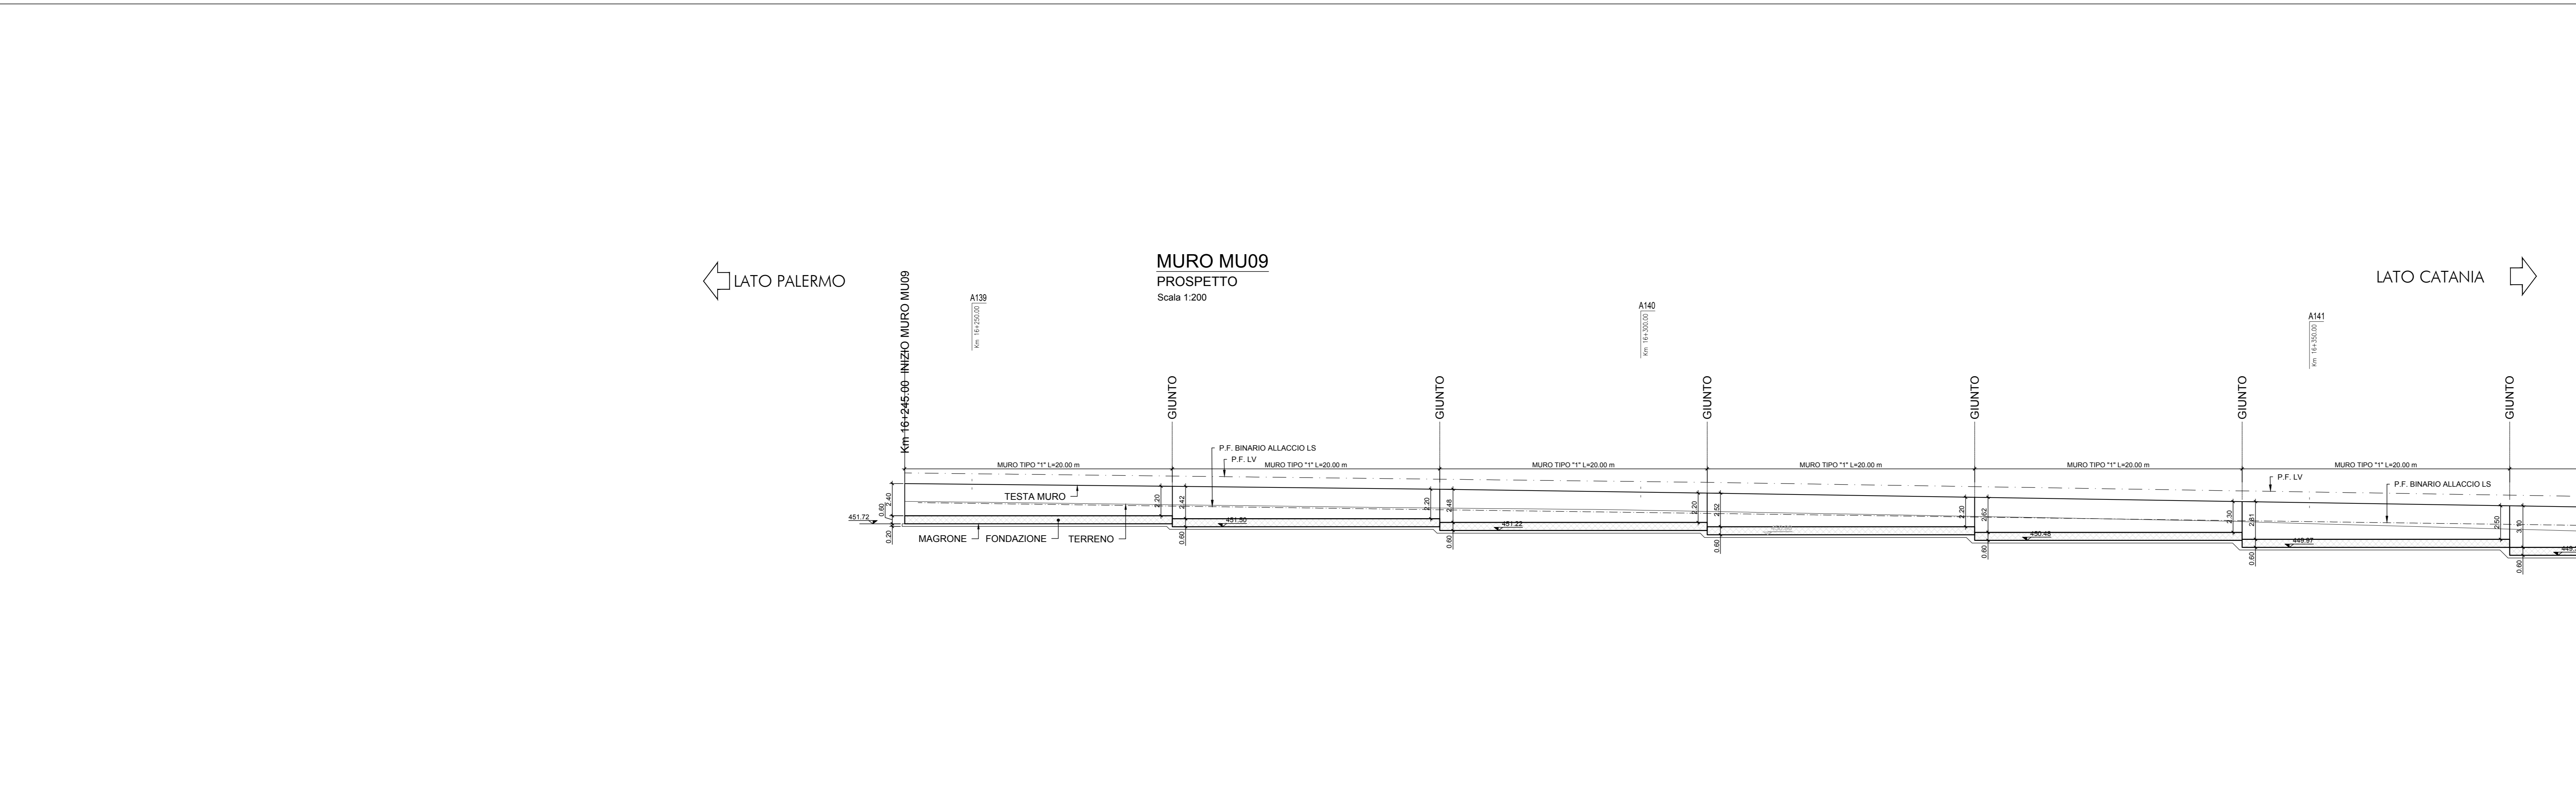 MURO MU09
PROSPETTO
Scala 1:200
LATO PALERMO
LATO CATANIA
Km 16+245.00 INIZIO MURO MU09
A139
Km 16+250.00
A140
Km 16+300.00
A141
Km 16+350.00
GIUNTO
GIUNTO
GIUNTO
GIUNTO
GIUNTO
GIUNTO
P.F. BINARIO ALLACCIO LS
P.F. LV
MURO TIPO "1" L=20.00 m
MURO TIPO "1" L=20.00 m
MURO TIPO "1" L=20.00 m
MURO TIPO "1" L=20.00 m
MURO TIPO "1" L=20.00 m
MURO TIPO "1" L=20.00 m
P.F. LV
P.F. BINARIO ALLACCIO LS
TESTA MURO
2.40
0.60
0.20
451.72
2.20
2.42
0.60
451.50
2.20
2.48
0.60
451.22
2.20
2.52
0.60
2.20
2.62
0.60
450.48
2.30
2.81
0.60
449.97
2.50
3.10
0.60
MAGRONE
FONDAZIONE
TERRENO